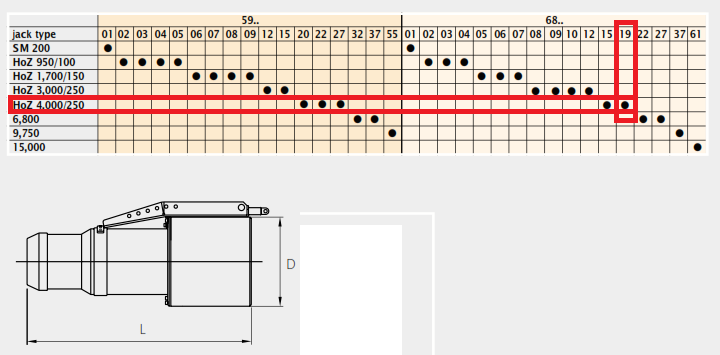 59.. 68..
jack type 01 02 03 04 05 06 07 08 09 12 15 20 22 27 32 37 55 01 02 03 04 05 06 07 08 09 10 12 15 19 22 27 37 61
SM 200
HoZ 950/100
HoZ 1,700/150
HoZ 3,000/250
HoZ 4,000/250
6,800
9,750
15,000
D
L